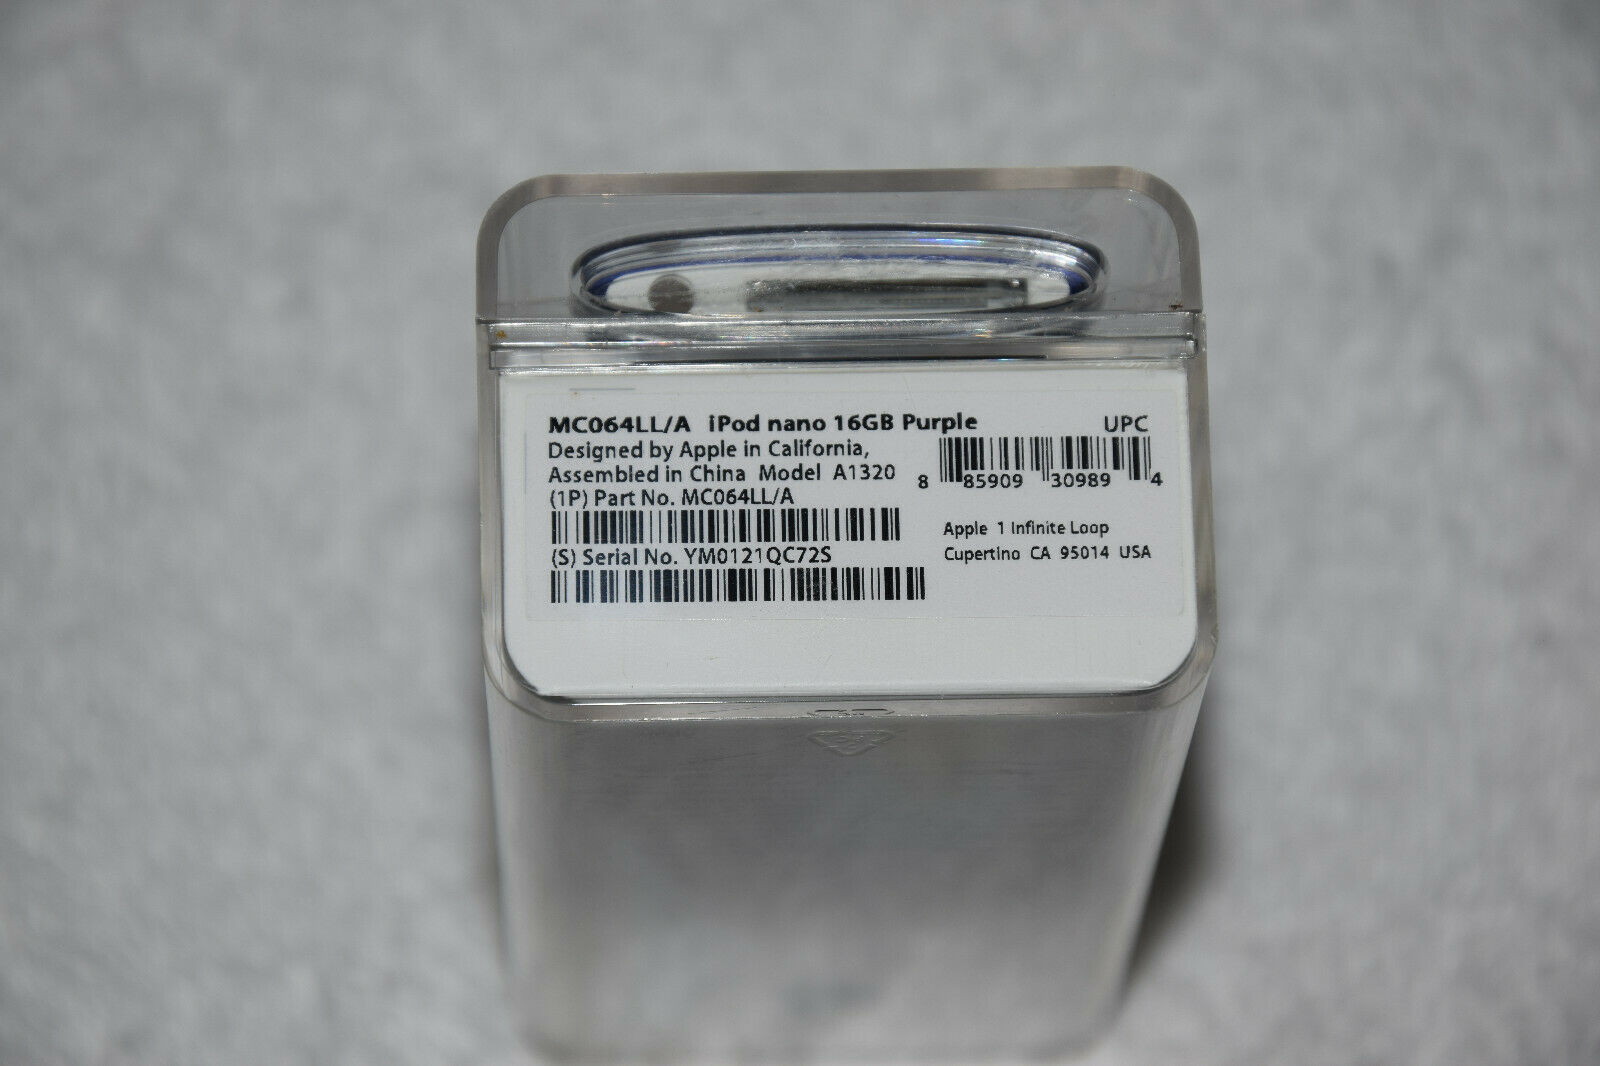 MC064LL/A iPod nano 16GB Purple
Designed by Apple in California,
Assembled in China Model A1320
(1P) Part No. MC064LL/A
(S) Serial No. YM0121QC72S
UPC
8 85909 30989 4
Apple 1 Infinite Loop
Cupertino CA 95014 USA